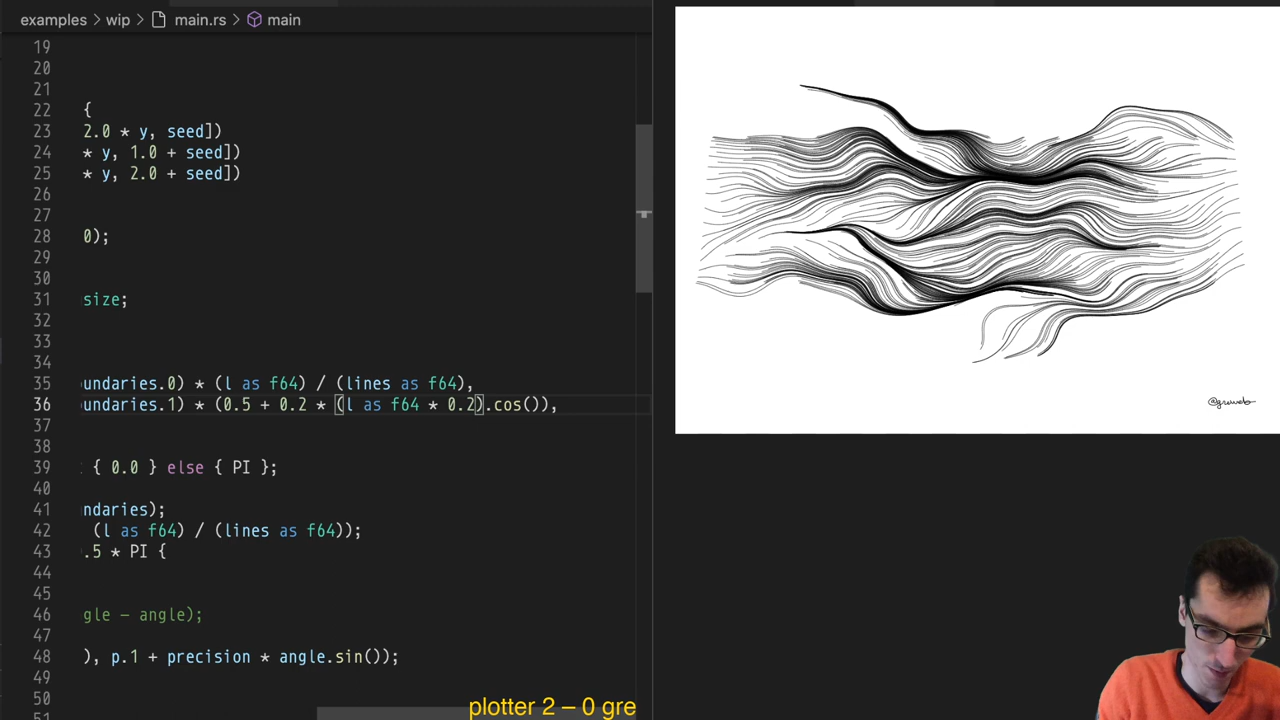 examples › wip › main.rs › main
19
20
21
22 {
23 2.0 * y, seed])
24 * y, 1.0 + seed])
25 * y, 2.0 + seed])
26
27
28 0);
29
30
31 size;
32
33
34
35 undaries.0) * (l as f64) / (lines as f64),
36 undaries.1) * (0.5 + 0.2 * (l as f64 * 0.2).cos()),
37
38
39 { 0.0 } else { PI };
40
41 ndaries);
42 (l as f64) / (lines as f64));
43 .5 * PI {
44
45
46 gle - angle);
47
48 ), p.1 + precision * angle.sin());
49
50
51
@greweb
plotter 2 – 0 gre